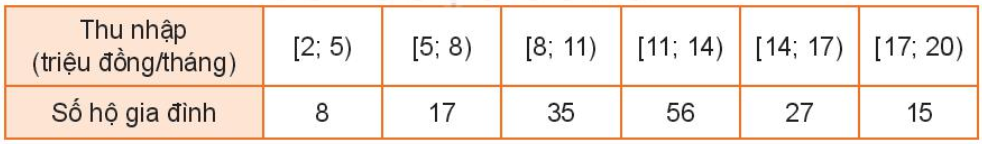 Thu nhập
(triệu đồng/tháng) [2; 5) [5; 8) [8; 11) [11; 14) [14; 17) [17; 20)
Số hộ gia đình 8 17 35 56 27 15